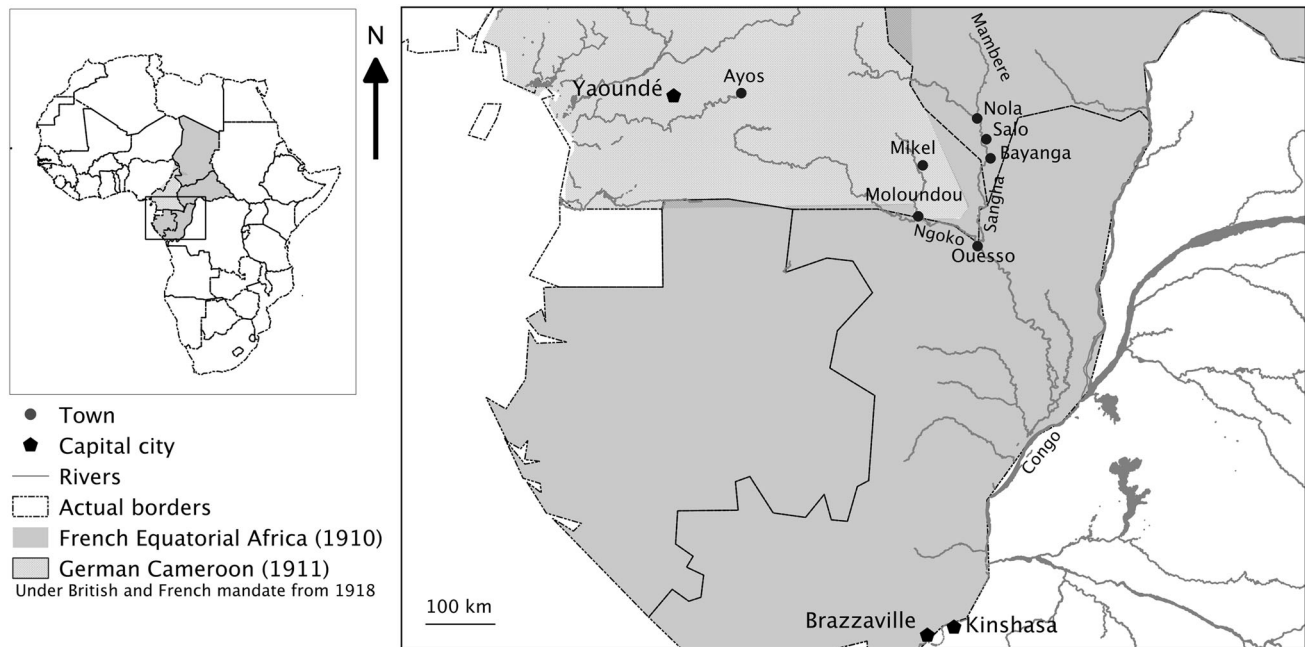 N
Town
Capital city
Rivers
Actual borders
French Equatorial Africa (1910)
German Cameroon (1911)
Under British and French mandate from 1918
Mambere
Yaoundé
Ayos
Nola
Salo
Bayanga
Mikel
Moloundou
Sangha
Ngoko
Ouesso
Congo
100 km
Brazzaville
Kinshasa